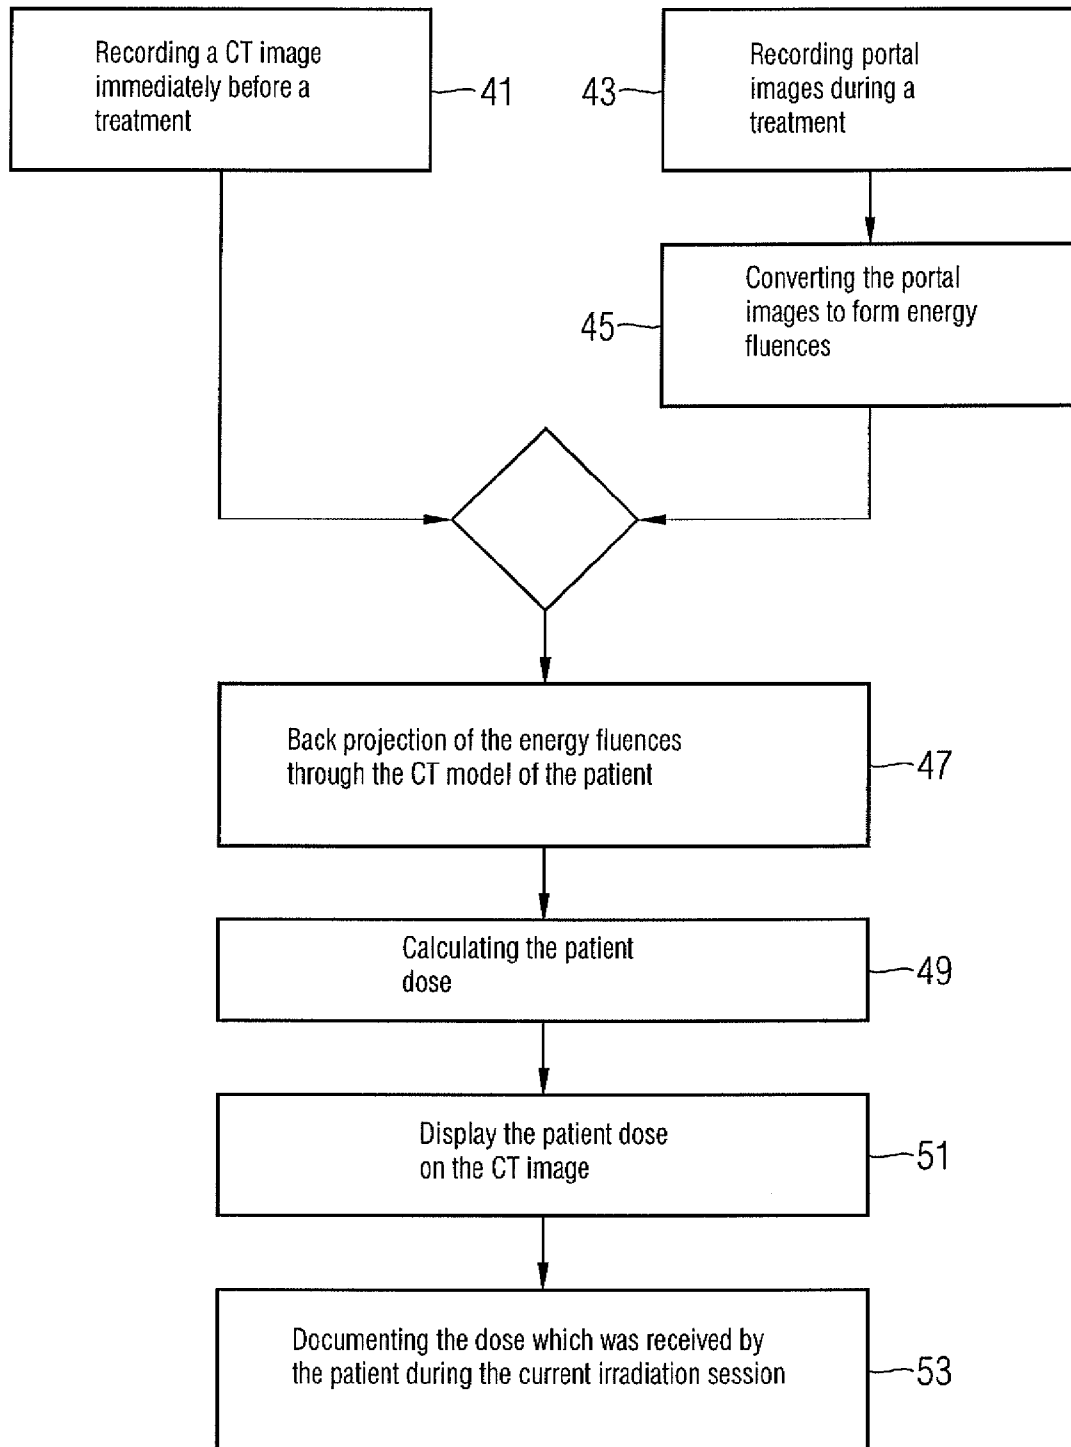 Recording a CT image
immediately before a
treatment
41
43
Recording portal
images during a
treatment
45
Converting the portal
images to form energy
fluences
Back projection of the energy fluences
through the CT model of the patient
47
Calculating the patient
dose
49
Display the patient dose
on the CT image
51
Documenting the dose which was received by
the patient during the current irradiation session
53